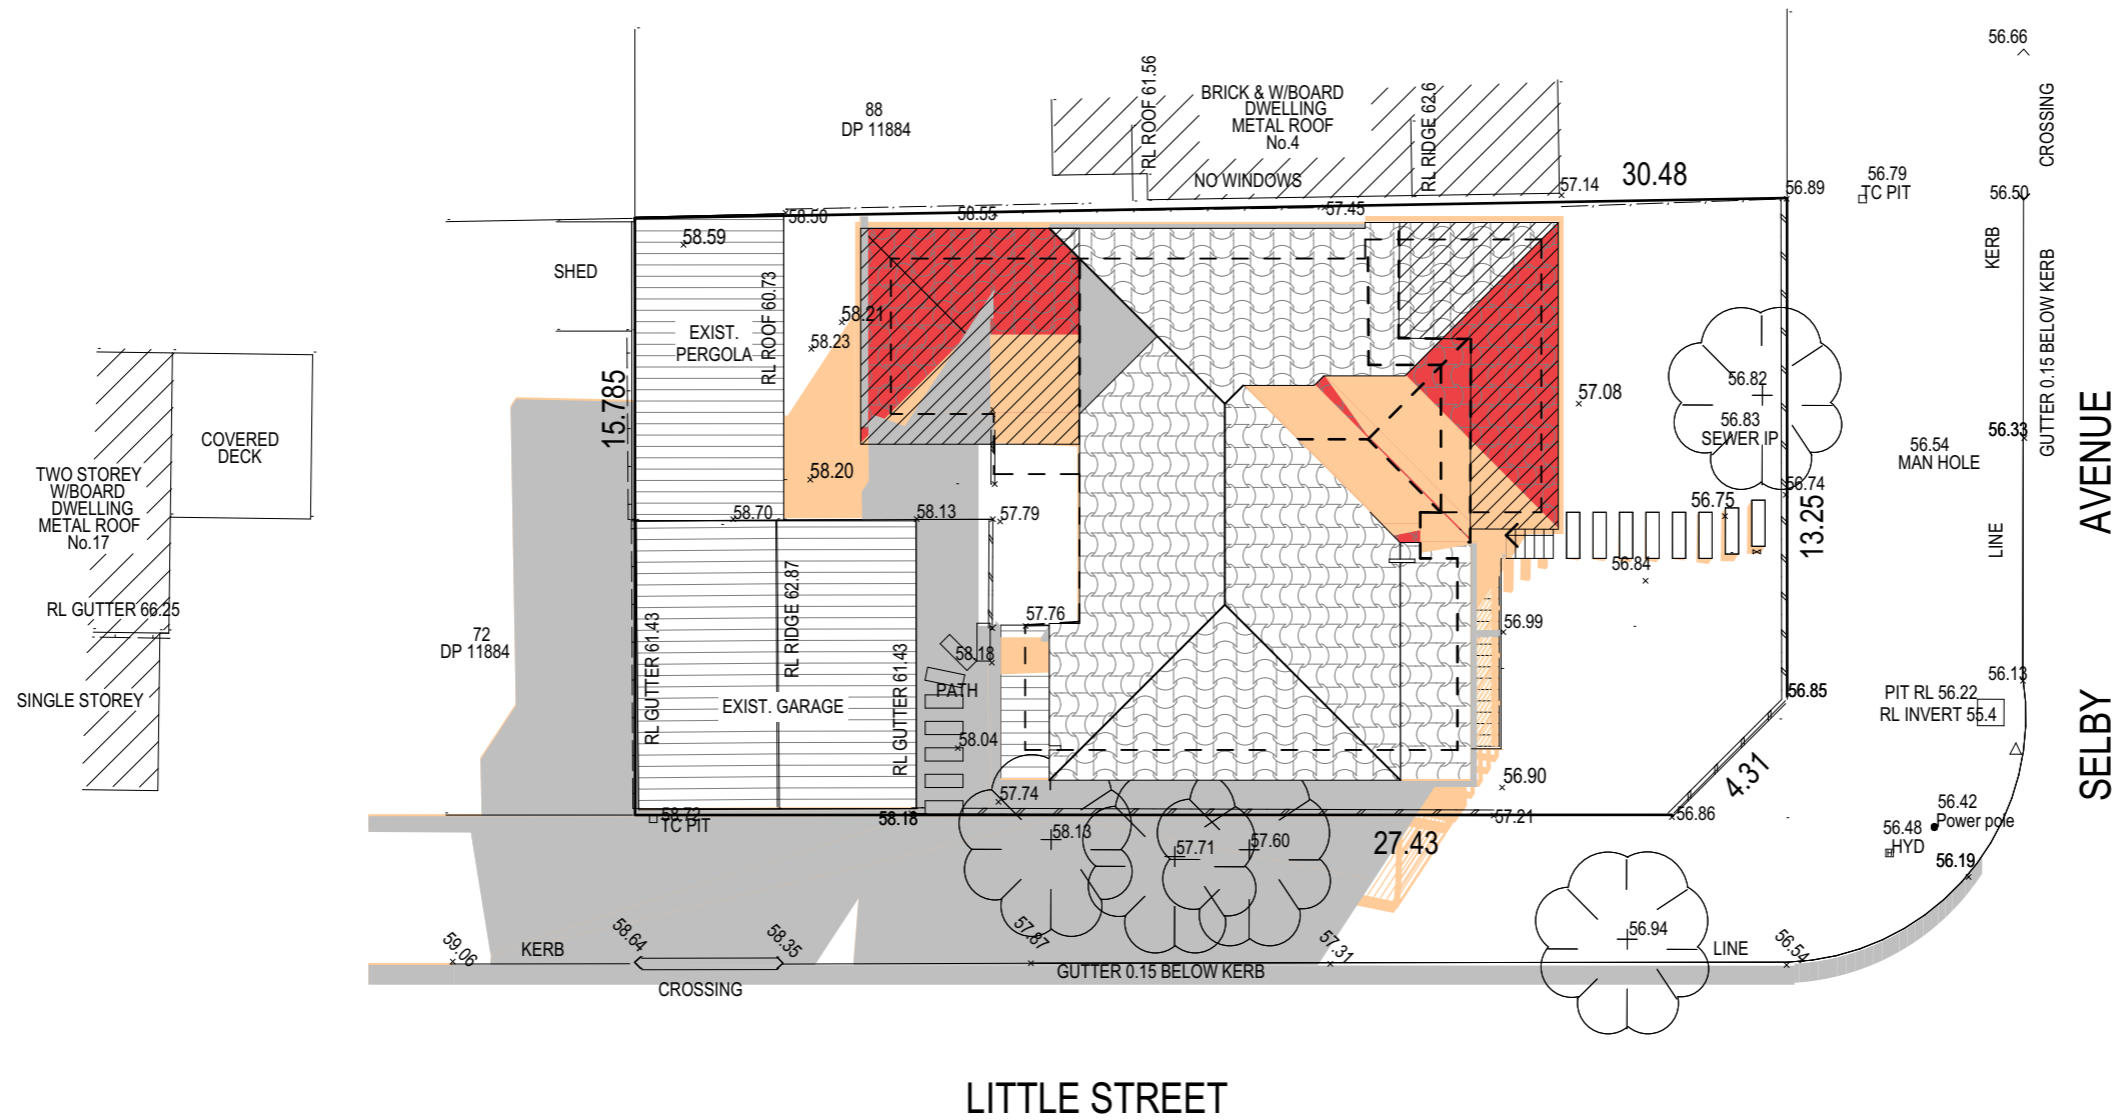 56.66
CROSSING
88
DP 11884
RL ROOF 61.56
BRICK & W/BOARD
DWELLING
METAL ROOF
No.4
RL RIDGE 62.6
NO WINDOWS
57.14
30.48
56.89
56.79
TC PIT
56.50
58.50
58.55
57.45
58.59
SHED
KERB
GUTTER 0.15 BELOW KERB
RL ROOF 60.73
58.21
58.23
EXIST.
PERGOLA
15.785
57.08
56.82
56.83
SEWER IP
56.33
56.54
MAN HOLE
AVENUE
COVERED
DECK
TWO STOREY
W/BOARD
DWELLING
METAL ROOF
No.17
58.20
56.74
56.75
13.25
58.70
58.13
57.79
LINE
56.84
RL GUTTER 66.25
RL RIDGE 62.87
RL GUTTER 61.43
57.76
56.99
72
DP 11884
58.18
RL GUTTER 61.43
PATH
56.13
56.85
PIT RL 56.22
RL INVERT 55.4
SINGLE STOREY
EXIST. GARAGE
58.04
SELBY
4.31
56.90
57.74
58.72
TC PIT
58.18
57.21
56.86
56.42
Power pole
56.48
HYD
56.19
58.13
57.71
57.60
27.43
59.06
KERB
58.64
58.35
57.87
57.31
56.94
LINE
56.54
GUTTER 0.15 BELOW KERB
CROSSING
LITTLE STREET